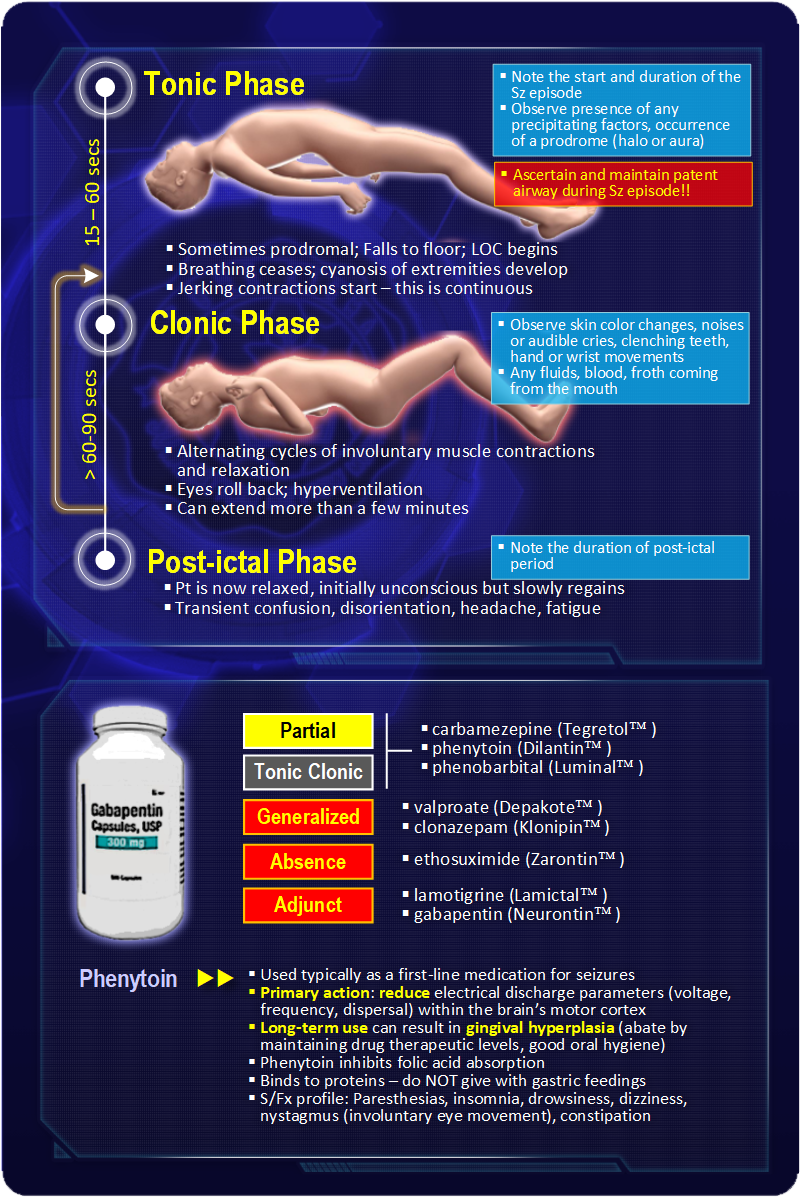 Tonic Phase
15 – 60 secs
▪ Note the start and duration of the
Sz episode
▪ Observe presence of any
precipitating factors, occurrence
of a prodrome (halo or aura)
▪ Ascertain and maintain patent
airway during Sz episode!!
▪ Sometimes prodromal; Falls to floor; LOC begins
▪ Breathing ceases; cyanosis of extremities develop
▪ Jerking contractions start – this is continuous
Clonic Phase
> 60-90 secs
▪ Observe skin color changes, noises
or audible cries, clenching teeth,
hand or wrist movements
▪ Any fluids, blood, froth coming
from the mouth
▪ Alternating cycles of involuntary muscle contractions
and relaxation
▪ Eyes roll back; hyperventilation
▪ Can extend more than a few minutes
Post-ictal Phase
▪ Note the duration of post-ictal
period
▪ Pt is now relaxed, initially unconscious but slowly regains
▪ Transient confusion, disorientation, headache, fatigue
Gabapentin
Capsules, USP
300 mg
Capsules
Partial
Tonic Clonic
▪ carbamezepine (Tegretol™ )
▪ phenytoin (Dilantin™ )
▪ phenobarbital (Luminal™ )
Generalized
▪ valproate (Depakote™ )
▪ clonazepam (Klonipin™ )
Absence
▪ ethosuximide (Zarontin™ )
Adjunct
▪ lamotigrine (Lamictal™ )
▪ gabapentin (Neurontin™ )
Phenytoin
▪ Used typically as a first-line medication for seizures
▪ Primary action: reduce electrical discharge parameters (voltage,
frequency, dispersal) within the brain’s motor cortex
▪ Long-term use can result in gingival hyperplasia (abate by
maintaining drug therapeutic levels, good oral hygiene)
▪ Phenytoin inhibits folic acid absorption
▪ Binds to proteins – do NOT give with gastric feedings
▪ S/Fx profile: Paresthesias, insomnia, drowsiness, dizziness,
nystagmus (involuntary eye movement), constipation